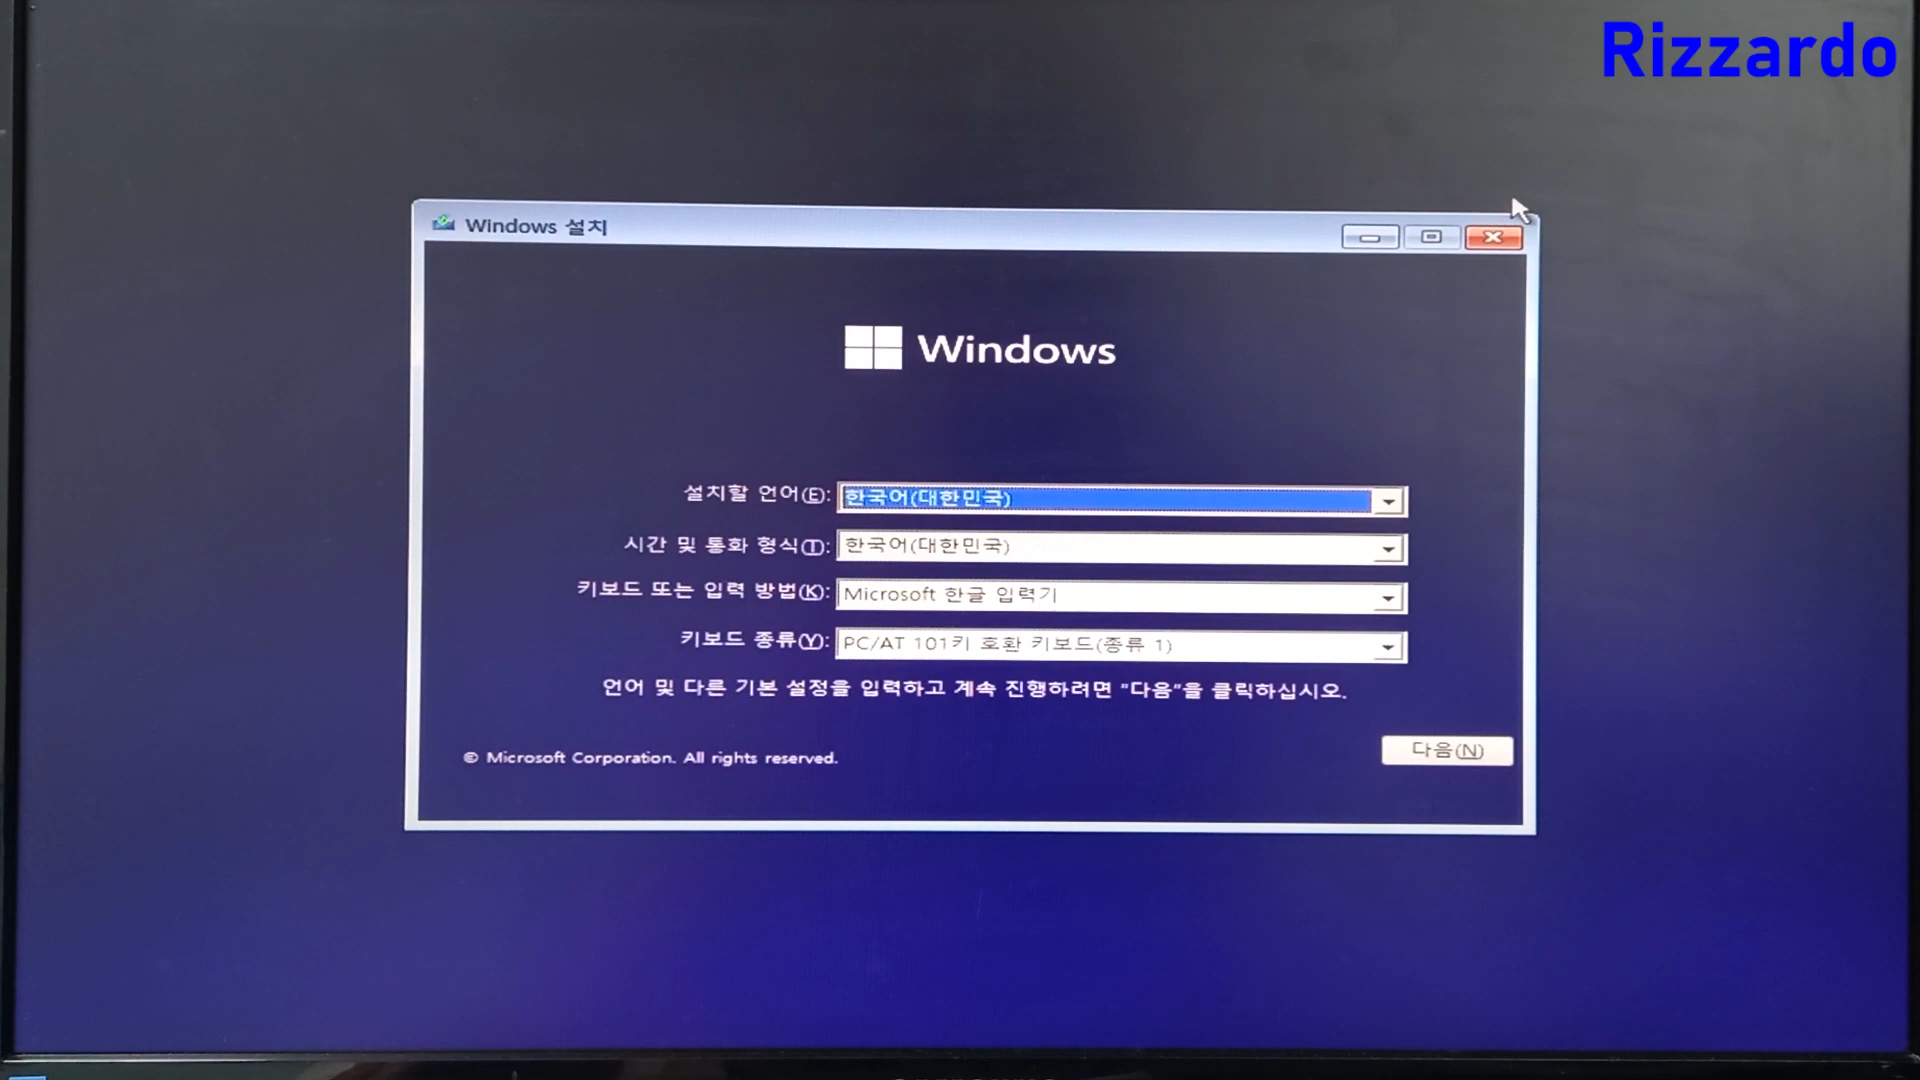 Rizzardo
Windows 설치
Windows
설치할 언어(E): 한국어(대한민국)
시간 및 통화 형식(T): 한국어(대한민국)
키보드 또는 입력 방법(K): Microsoft 한글 입력기
키보드 종류(Y): PC/AT 101키 호환 키보드(종류 1)
언어 및 다른 기본 설정을 입력하고 계속 진행하려면 "다음"을 클릭하십시오.
© Microsoft Corporation. All rights reserved.
다음(N)